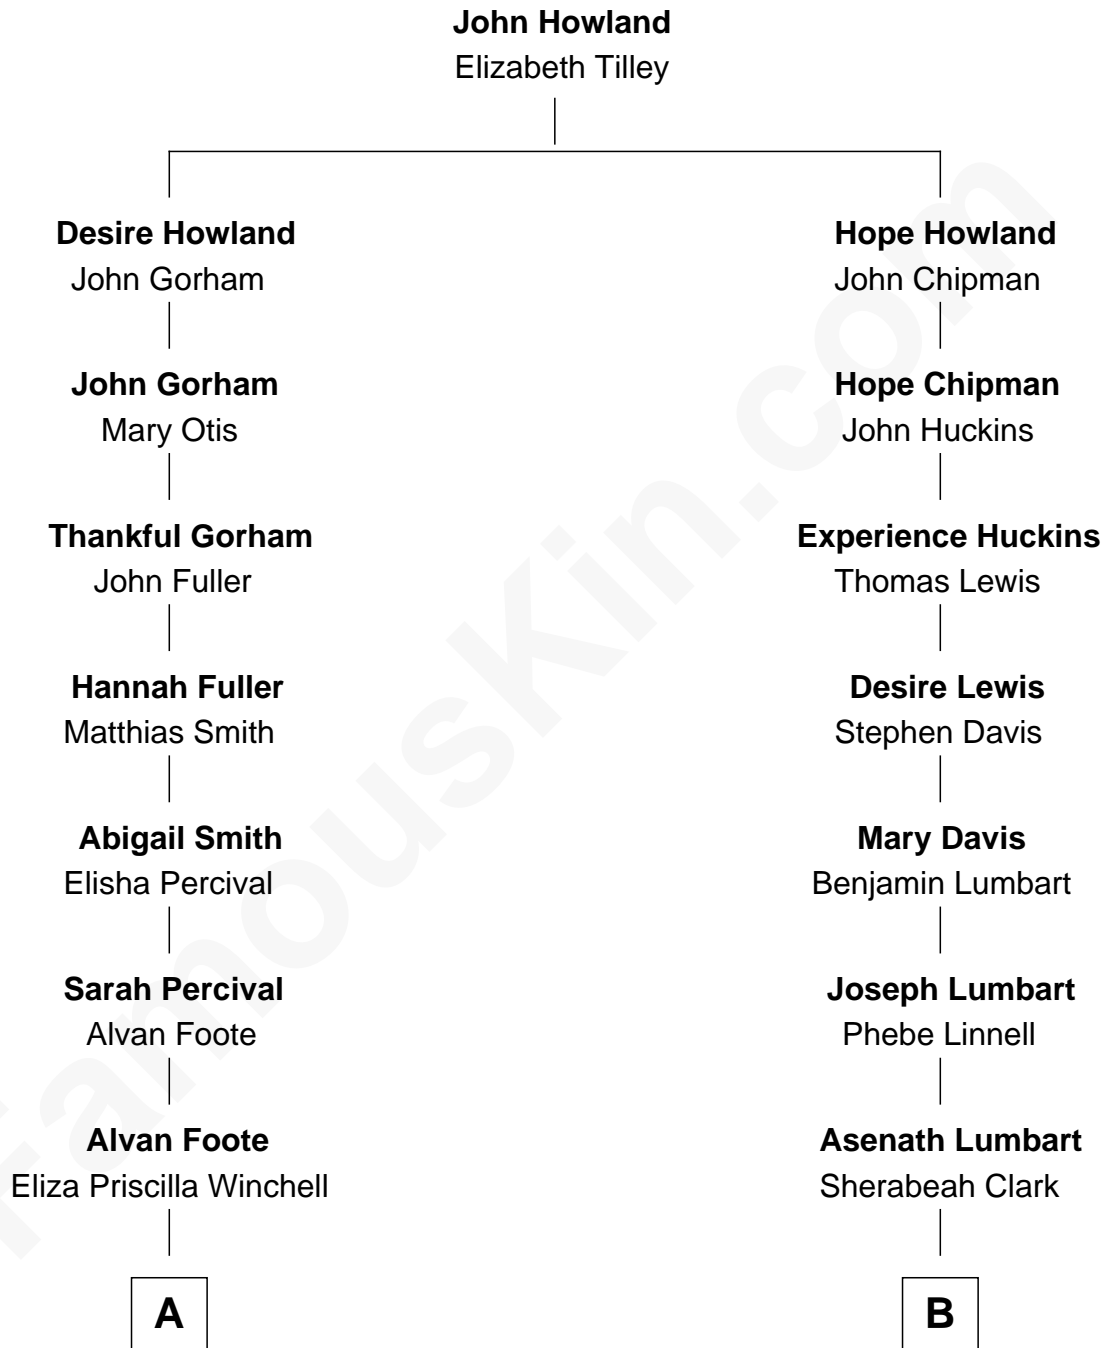 John Howland
Elizabeth Tilley
Desire Howland
John Gorham
Hope Howland
John Chipman
John Gorham
Mary Otis
Hope Chipman
John Huckins
Thankful Gorham
John Fuller
Experience Huckins
Thomas Lewis
Hannah Fuller
Matthias Smith
Desire Lewis
Stephen Davis
Abigail Smith
Elisha Percival
Mary Davis
Benjamin Lumbart
Sarah Percival
Alvan Foote
Joseph Lumbart
Phebe Linnell
Alvan Foote
Eliza Priscilla Winchell
Asenath Lumbart
Sherabeah Clark
A
B
FamousKin.com